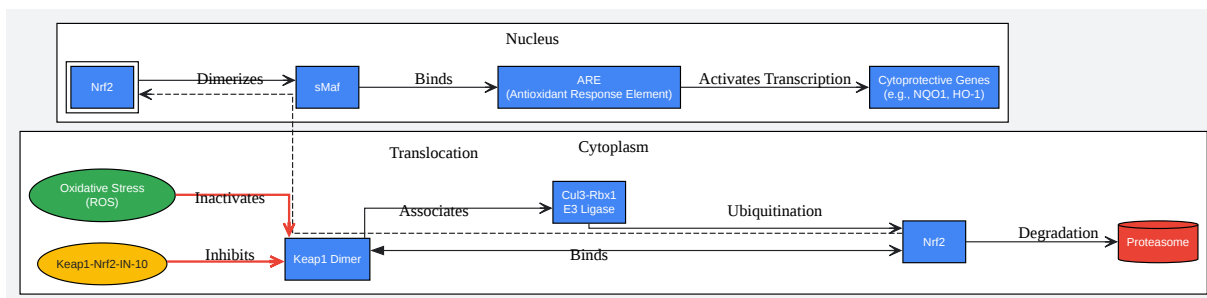 Nucleus
Nrf2
Dimerizes
sMaf
Binds
ARE
(Antioxidant Response Element)
Activates Transcription
Cytoprotective Genes
(e.g., NQO1, HO-1)
Cytoplasm
Translocation
Oxidative Stress
(ROS)
Inactivates
Associates
Cul3-Rbx1
E3 Ligase
Ubiquitination
Keap1-Nrf2-IN-10
Inhibits
Keap1 Dimer
Binds
Nrf2
Degradation
Proteasome